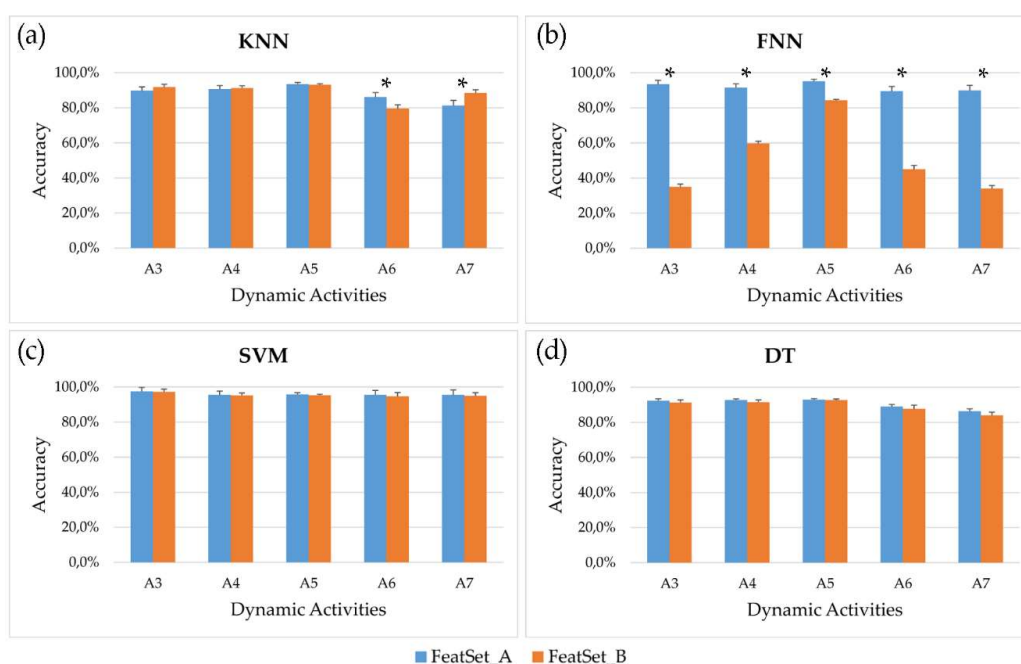 (a)
KNN
Accuracy
100,0%
80,0%
60,0%
40,0%
20,0%
0,0%
* *
A3 A4 A5 A6 A7
Dynamic Activities
(b)
FNN
Accuracy
100,0%
80,0%
60,0%
40,0%
20,0%
0,0%
* * * * *
A3 A4 A5 A6 A7
Dynamic Activities
(c)
SVM
Accuracy
100,0%
80,0%
60,0%
40,0%
20,0%
0,0%
A3 A4 A5 A6 A7
Dynamic Activities
(d)
DT
Accuracy
100,0%
80,0%
60,0%
40,0%
20,0%
0,0%
A3 A4 A5 A6 A7
Dynamic Activities
FeatSet_A FeatSet_B